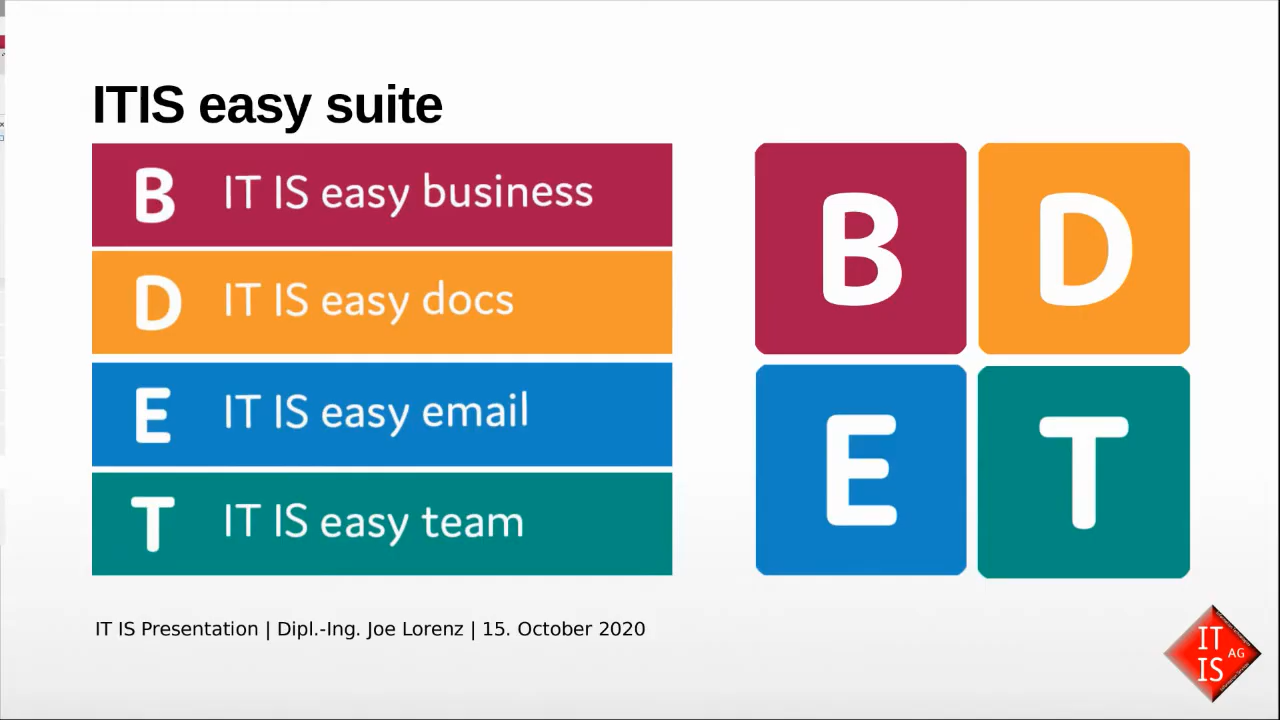 ITIS easy suite
B IT IS easy business
D IT IS easy docs
E IT IS easy email
T IT IS easy team
B D
E T
IT IS Presentation | Dipl.-Ing. Joe Lorenz | 15. October 2020
IT
AG
IS